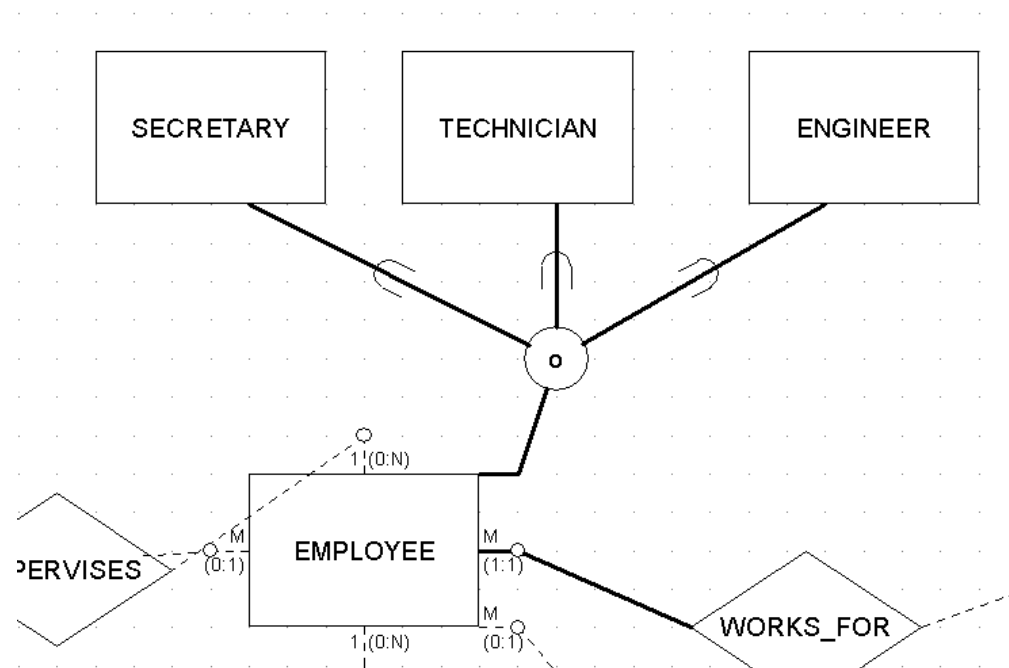 SECRETARY
TECHNICIAN
ENGINEER
o
1 (0:N)
M
(0:1)
EMPLOYEE
M
(1:1)
PERVISES
WORKS_FOR
M
(0:1)
1 (0:N)